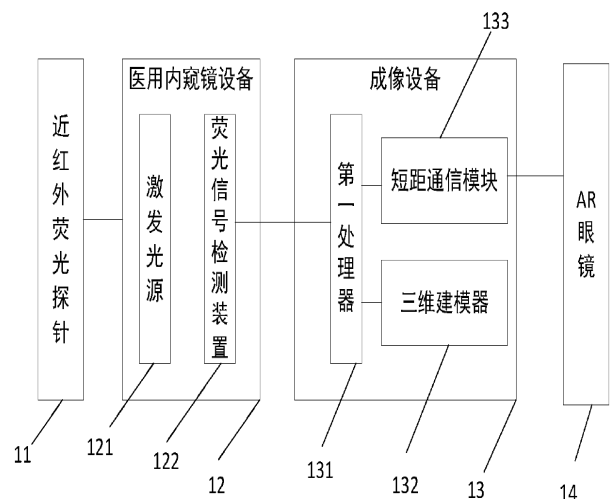 133
医用内窥镜设备
成像设备
近红外荧光探针
激发光源
荧光信号检测装置
第一处理器
短距通信模块
三维建模器
AR
眼镜
11
121
122
12
131
132
13
14